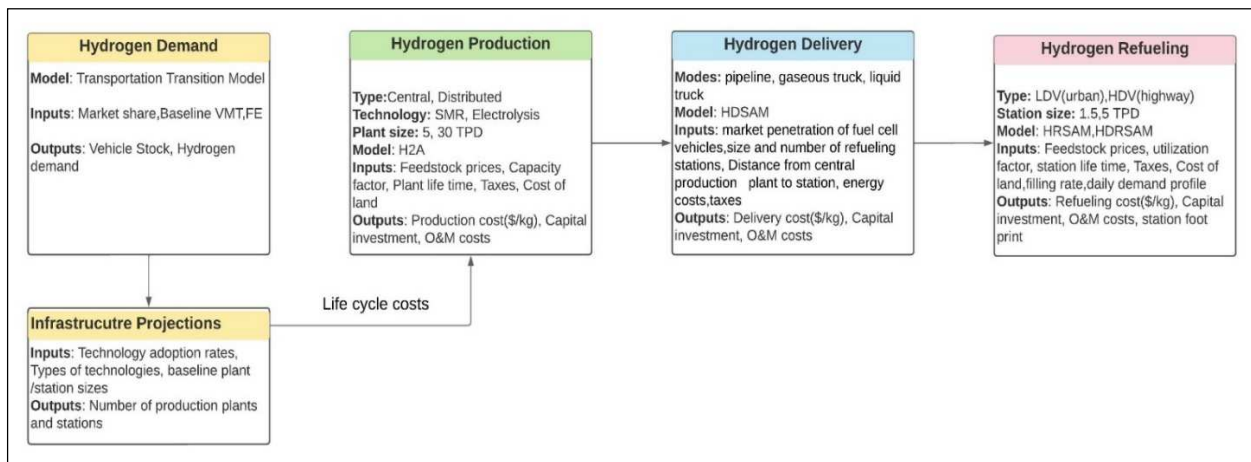 Hydrogen Demand
Model: Transportation Transition Model
Inputs: Market share,Baseline VMT,FE
Outputs: Vehicle Stock, Hydrogen
demand
Infrastrucutre Projections
Inputs: Technology adoption rates,
Types of technologies, baseline plant
/station sizes
Outputs: Number of production plants
and stations
Life cycle costs
Hydrogen Production
Type:Central, Distributed
Technology: SMR, Electrolysis
Plant size: 5, 30 TPD
Model: H2A
Inputs: Feedstock prices, Capacity
factor, Plant life time, Taxes, Cost of
land
Outputs: Production cost($/kg), Capital
investment, O&M costs
Hydrogen Delivery
Modes: pipeline, gaseous truck, liquid
truck
Model: HDSAM
Inputs: market penetration of fuel cell
vehicles,size and number of refueling
stations, Distance from central
production plant to station, energy
costs,taxes
Outputs: Delivery cost($/kg), Capital
investment, O&M costs
Hydrogen Refueling
Type: LDV(urban),HDV(highway)
Station size: 1.5,5 TPD
Model: HRSAM,HDRSAM
Inputs: Feedstock prices, utilization
factor, station life time, Taxes, Cost of
land,filling rate,daily demand profile
Outputs: Refueling cost($/kg), Capital
investment, O&M costs, station foot
print